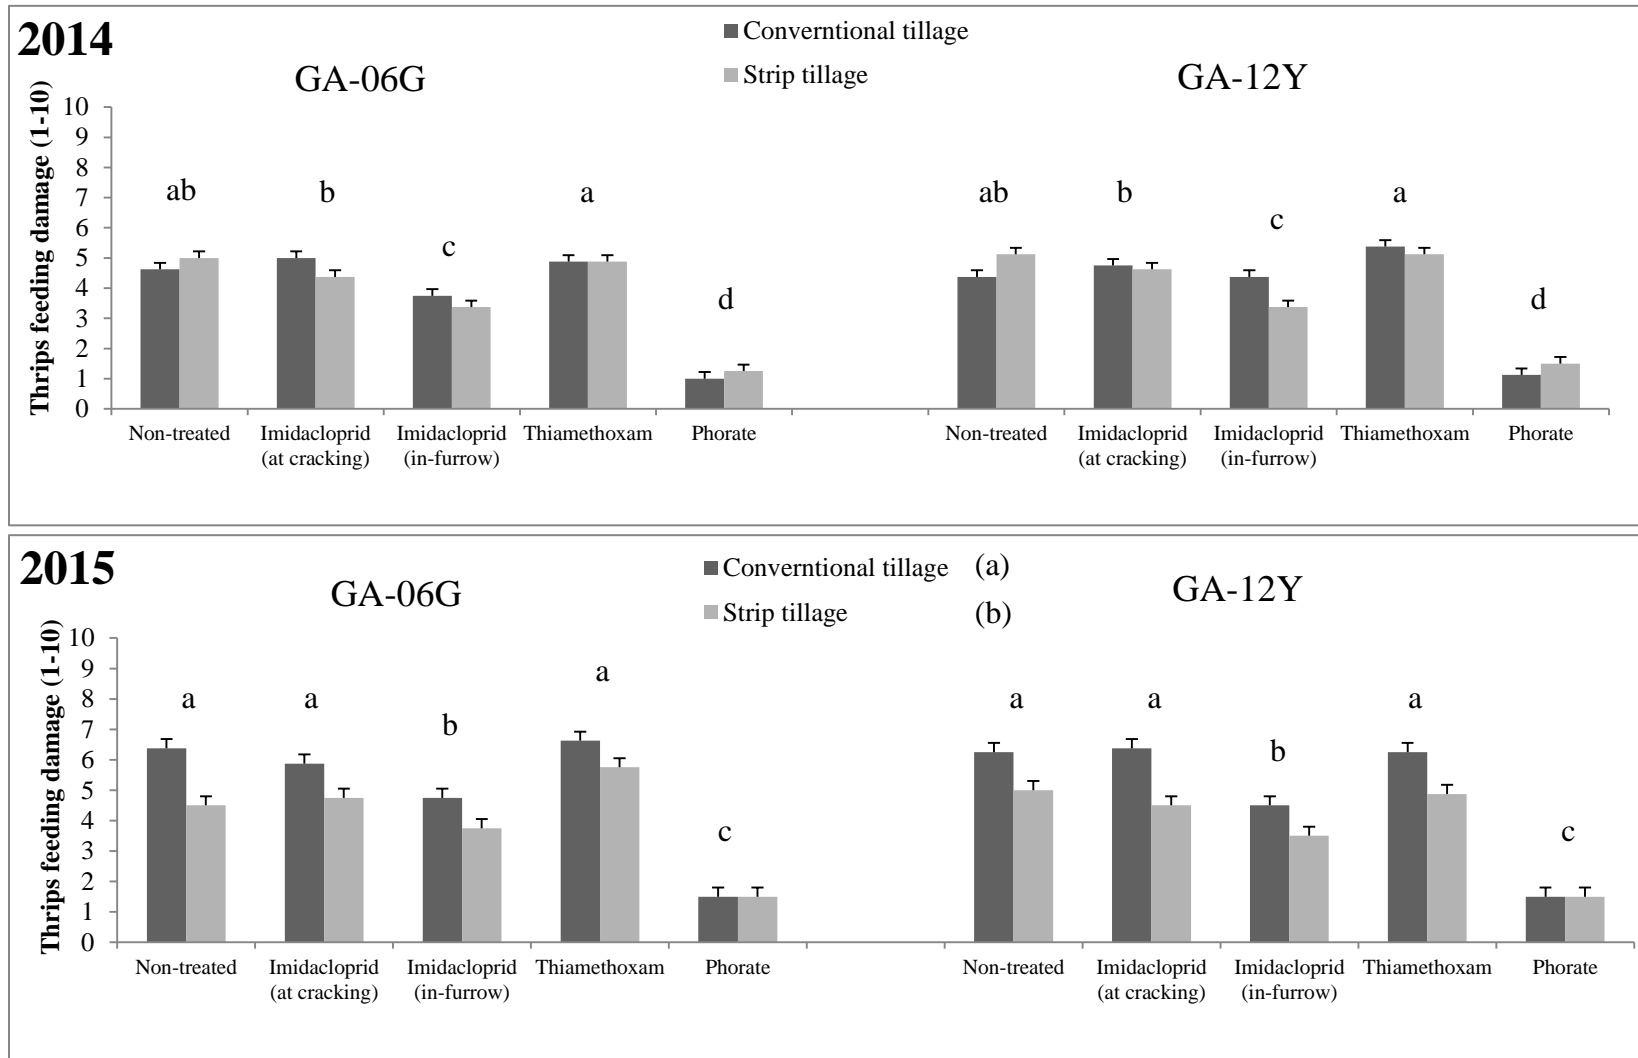 2014
Converntional tillage
Strip tillage
GA-06G
GA-12Y
Thrips feeding damage (1-10)
10
9
8
7
6
5
4
3
2
1
0
ab
b
c
a
d
ab
b
c
a
d
Non-treated
Imidacloprid
(at cracking)
Imidacloprid
(in-furrow)
Thiamethoxam
Phorate
Non-treated
Imidacloprid
(at cracking)
Imidacloprid
(in-furrow)
Thiamethoxam
Phorate
2015
Converntional tillage (a)
Strip tillage (b)
GA-06G
GA-12Y
Thrips feeding damage (1-10)
10
9
8
7
6
5
4
3
2
1
0
a
a
b
a
c
a
a
b
a
c
Non-treated
Imidacloprid
(at cracking)
Imidacloprid
(in-furrow)
Thiamethoxam
Phorate
Non-treated
Imidacloprid
(at cracking)
Imidacloprid
(in-furrow)
Thiamethoxam
Phorate